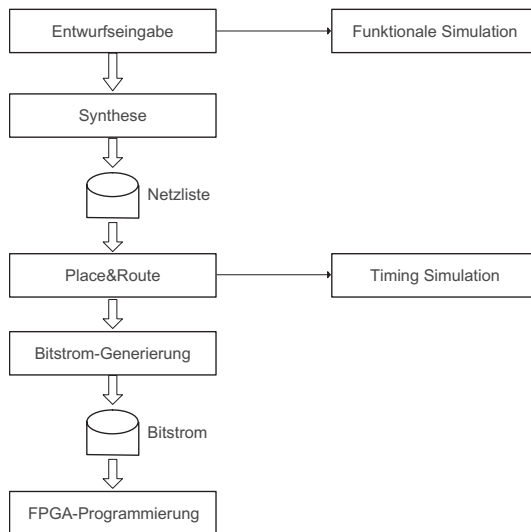 Entwurfseingabe
Funktionale Simulation
Synthese
Netzliste
Place&Route
Timing Simulation
Bitstrom-Generierung
Bitstrom
FPGA-Programmierung